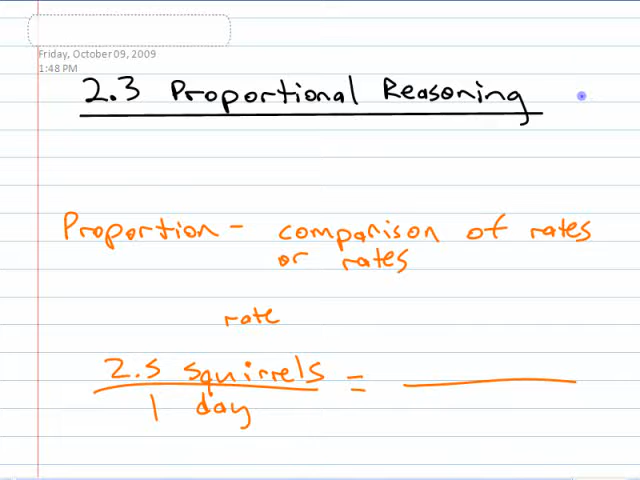 Friday, October 09, 2009
1:48 PM
2.3 Proportional Reasoning
Proportion - comparison of rates
or rates
rate
2.5 squirrels =
1 day